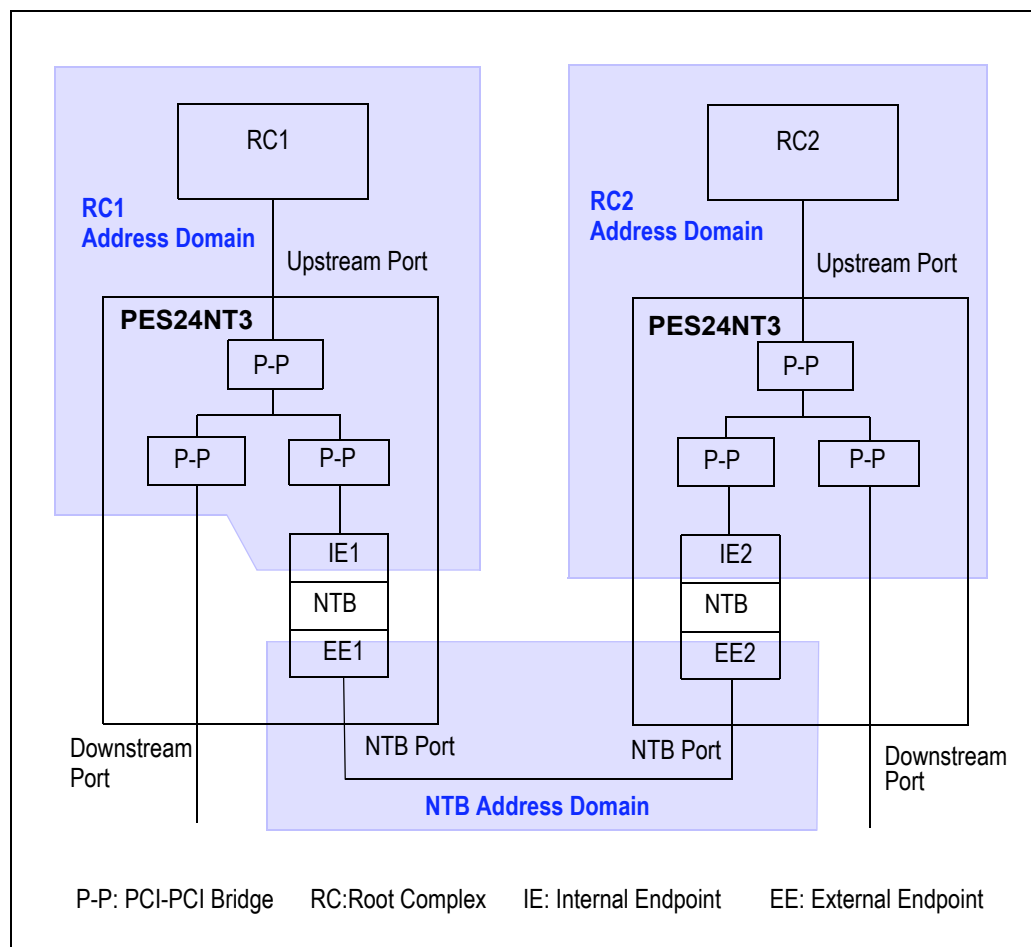 RC1
RC2
RC1
Address Domain
RC2
Address Domain
Upstream Port
Upstream Port
PES24NT3
PES24NT3
P-P
P-P
P-P
P-P
P-P
P-P
IE1
IE2
NTB
NTB
EE1
EE2
Downstream
Port
NTB Port
NTB Port
Downstream
Port
NTB Address Domain
P-P: PCI-PCI Bridge
RC:Root Complex
IE: Internal Endpoint
EE: External Endpoint